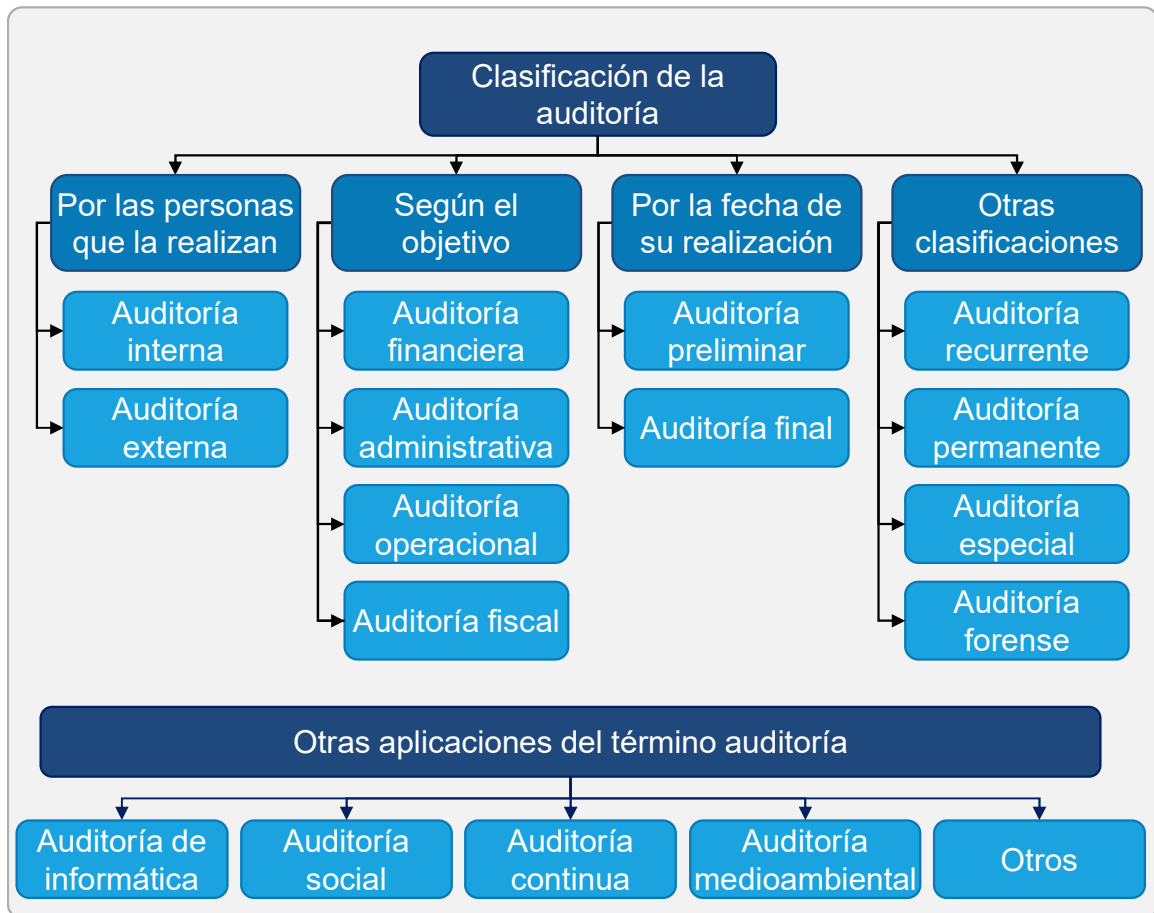 Clasificación de la
auditoría
Por las personas
que la realizan
Auditoría
interna
Auditoría
externa
Según el
objetivo
Auditoría
financiera
Auditoría
administrativa
Auditoría
operacional
Auditoría fiscal
Por la fecha de
su realización
Auditoría
preliminar
Auditoría final
Otras
clasificaciones
Auditoría
recurrente
Auditoría
permanente
Auditoría
especial
Auditoría
forense
Otras aplicaciones del término auditoría
Auditoría de
informática
Auditoría
social
Auditoría
continua
Auditoría
medioambiental
Otros